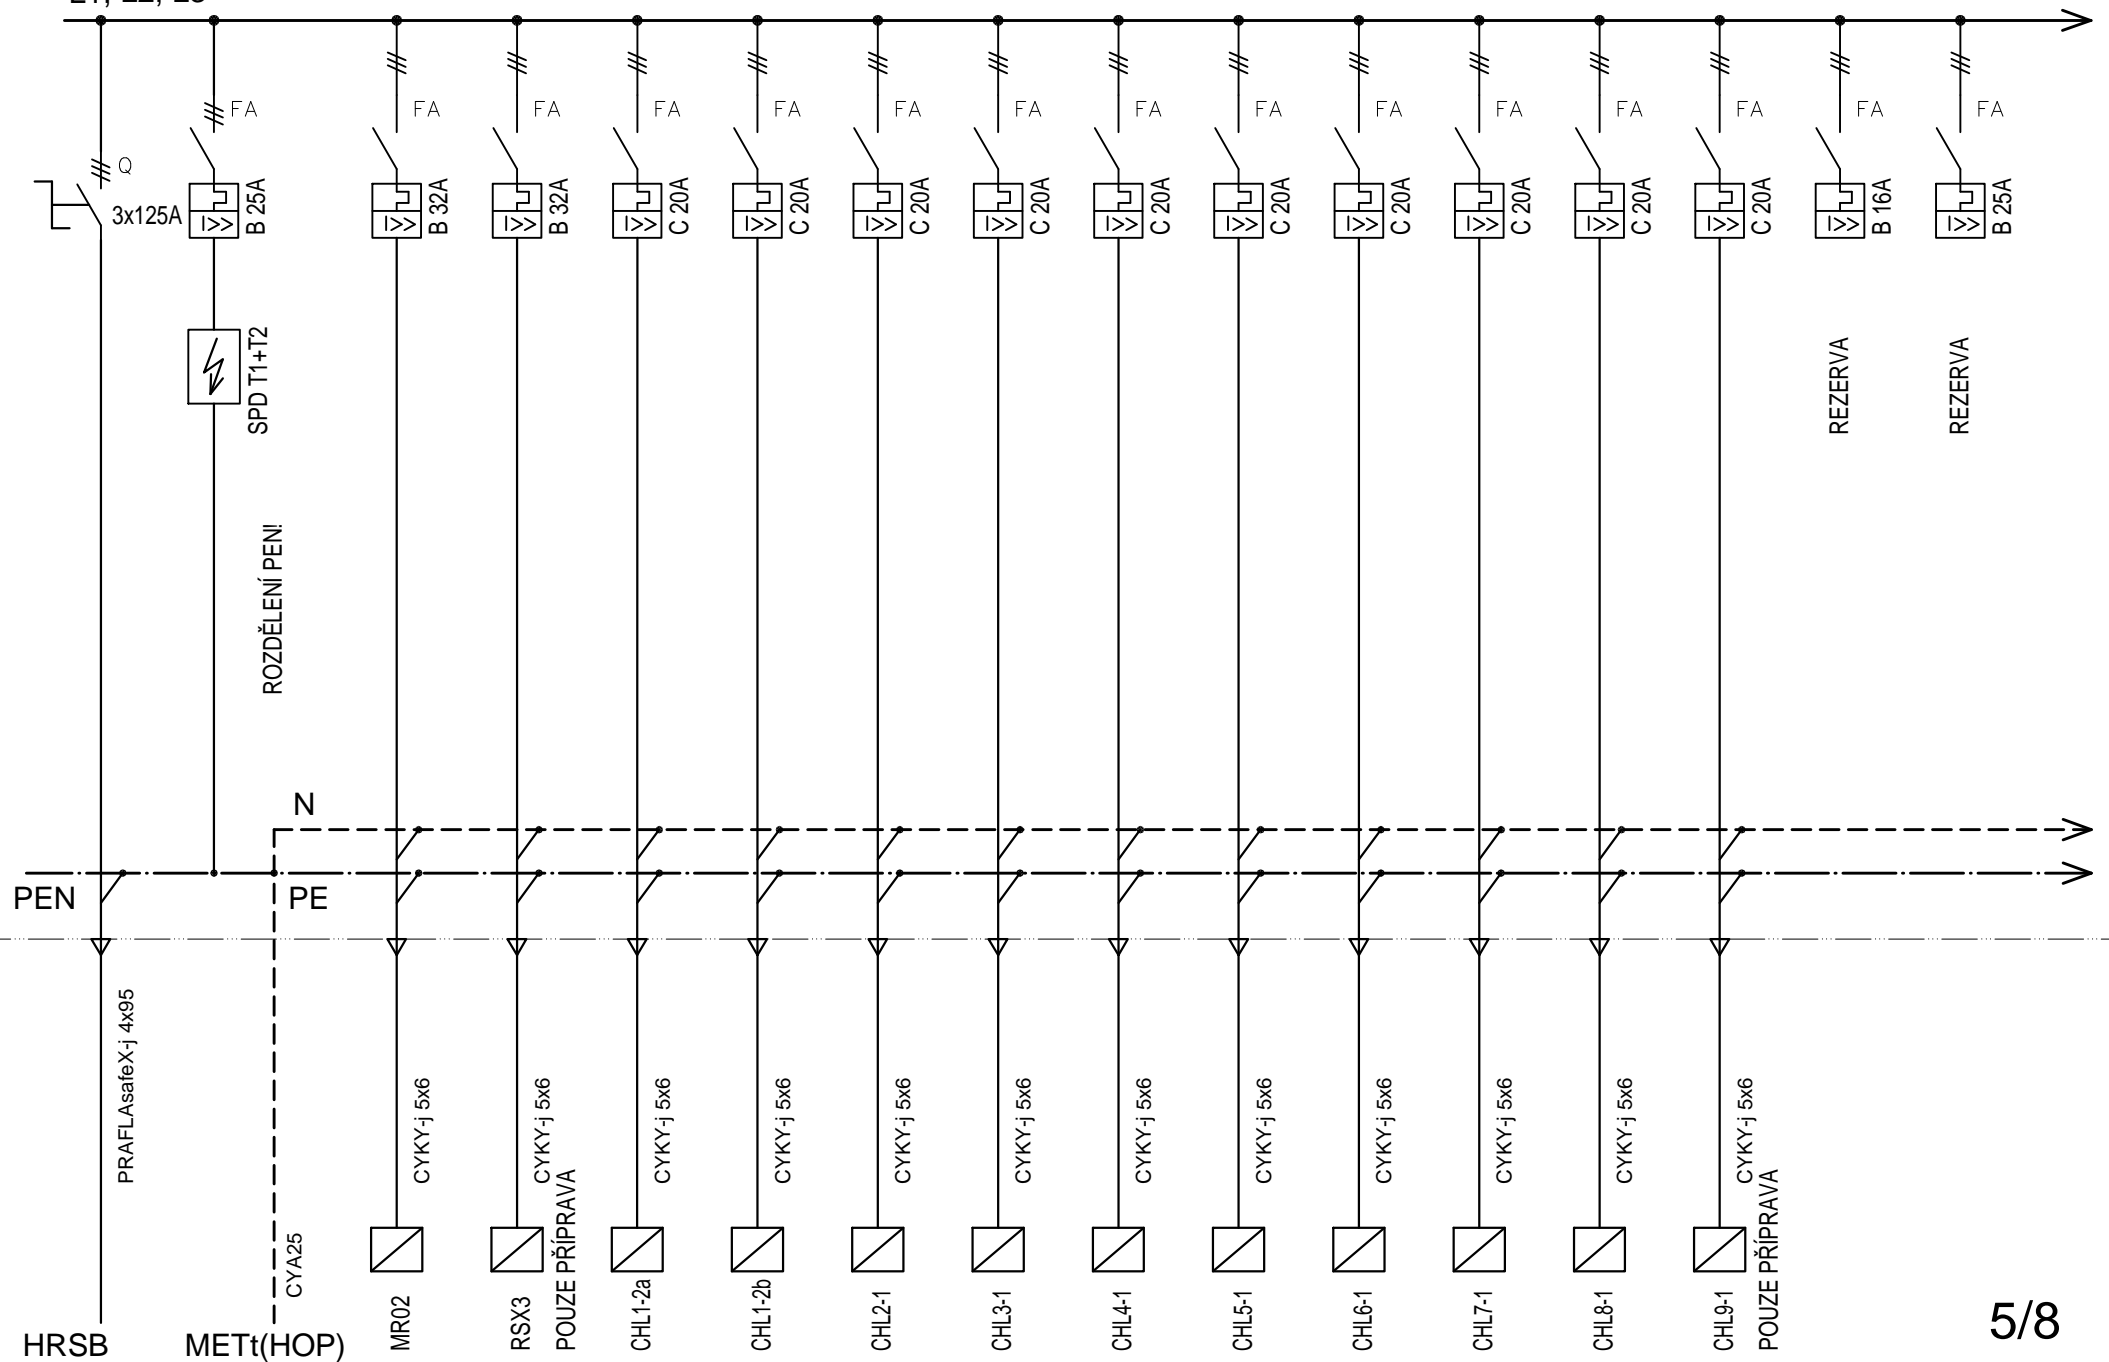 L1, L2, L3
Q
3x125A
FA
B 25A
FA
B 32A
FA
B 32A
FA
C 20A
FA
C 20A
FA
C 20A
FA
C 20A
FA
C 20A
FA
C 20A
FA
C 20A
FA
C 20A
FA
C 20A
FA
C 20A
FA
B 16A
FA
B 25A
SPD T1+T2
REZERVA
REZERVA
ROZDĚLENÍ PEN!
N
PEN
PE
PRAFLAsafeX-j 4x95
CYA25
CYKY-j 5x6
CYKY-j 5x6
CYKY-j 5x6
CYKY-j 5x6
CYKY-j 5x6
CYKY-j 5x6
CYKY-j 5x6
CYKY-j 5x6
CYKY-j 5x6
CYKY-j 5x6
CYKY-j 5x6
CYKY-j 5x6
HRSB
METt(HOP)
MR02
RSX3
POUZE PŘÍPRAVA
CHL1-2a
CHL1-2b
CHL2-1
CHL3-1
CHL4-1
CHL5-1
CHL6-1
CHL7-1
CHL8-1
CHL9-1
POUZE PŘÍPRAVA
5/8